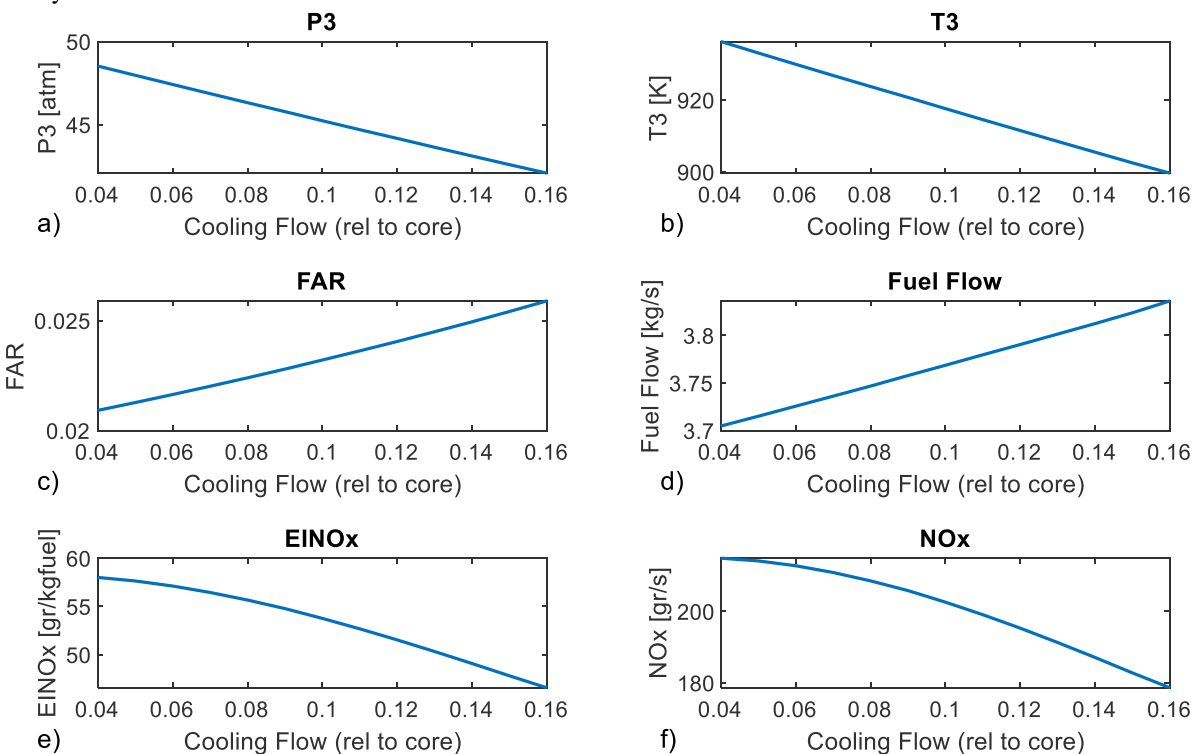 P3
T3
50
45
P3 [atm]
920
900
T3 [K]
0.04 0.06 0.08 0.1 0.12 0.14 0.16
0.04 0.06 0.08 0.1 0.12 0.14 0.16
a) Cooling Flow (rel to core)
b) Cooling Flow (rel to core)
FAR
Fuel Flow
0.025
0.02
FAR
3.8
3.75
3.7
Fuel Flow [kg/s]
0.04 0.06 0.08 0.1 0.12 0.14 0.16
0.04 0.06 0.08 0.1 0.12 0.14 0.16
c) Cooling Flow (rel to core)
d) Cooling Flow (rel to core)
EINOx
NOx
60
55
50
EINOx [gr/kgfuel]
200
180
NOx [gr/s]
0.04 0.06 0.08 0.1 0.12 0.14 0.16
0.04 0.06 0.08 0.1 0.12 0.14 0.16
e) Cooling Flow (rel to core)
f) Cooling Flow (rel to core)